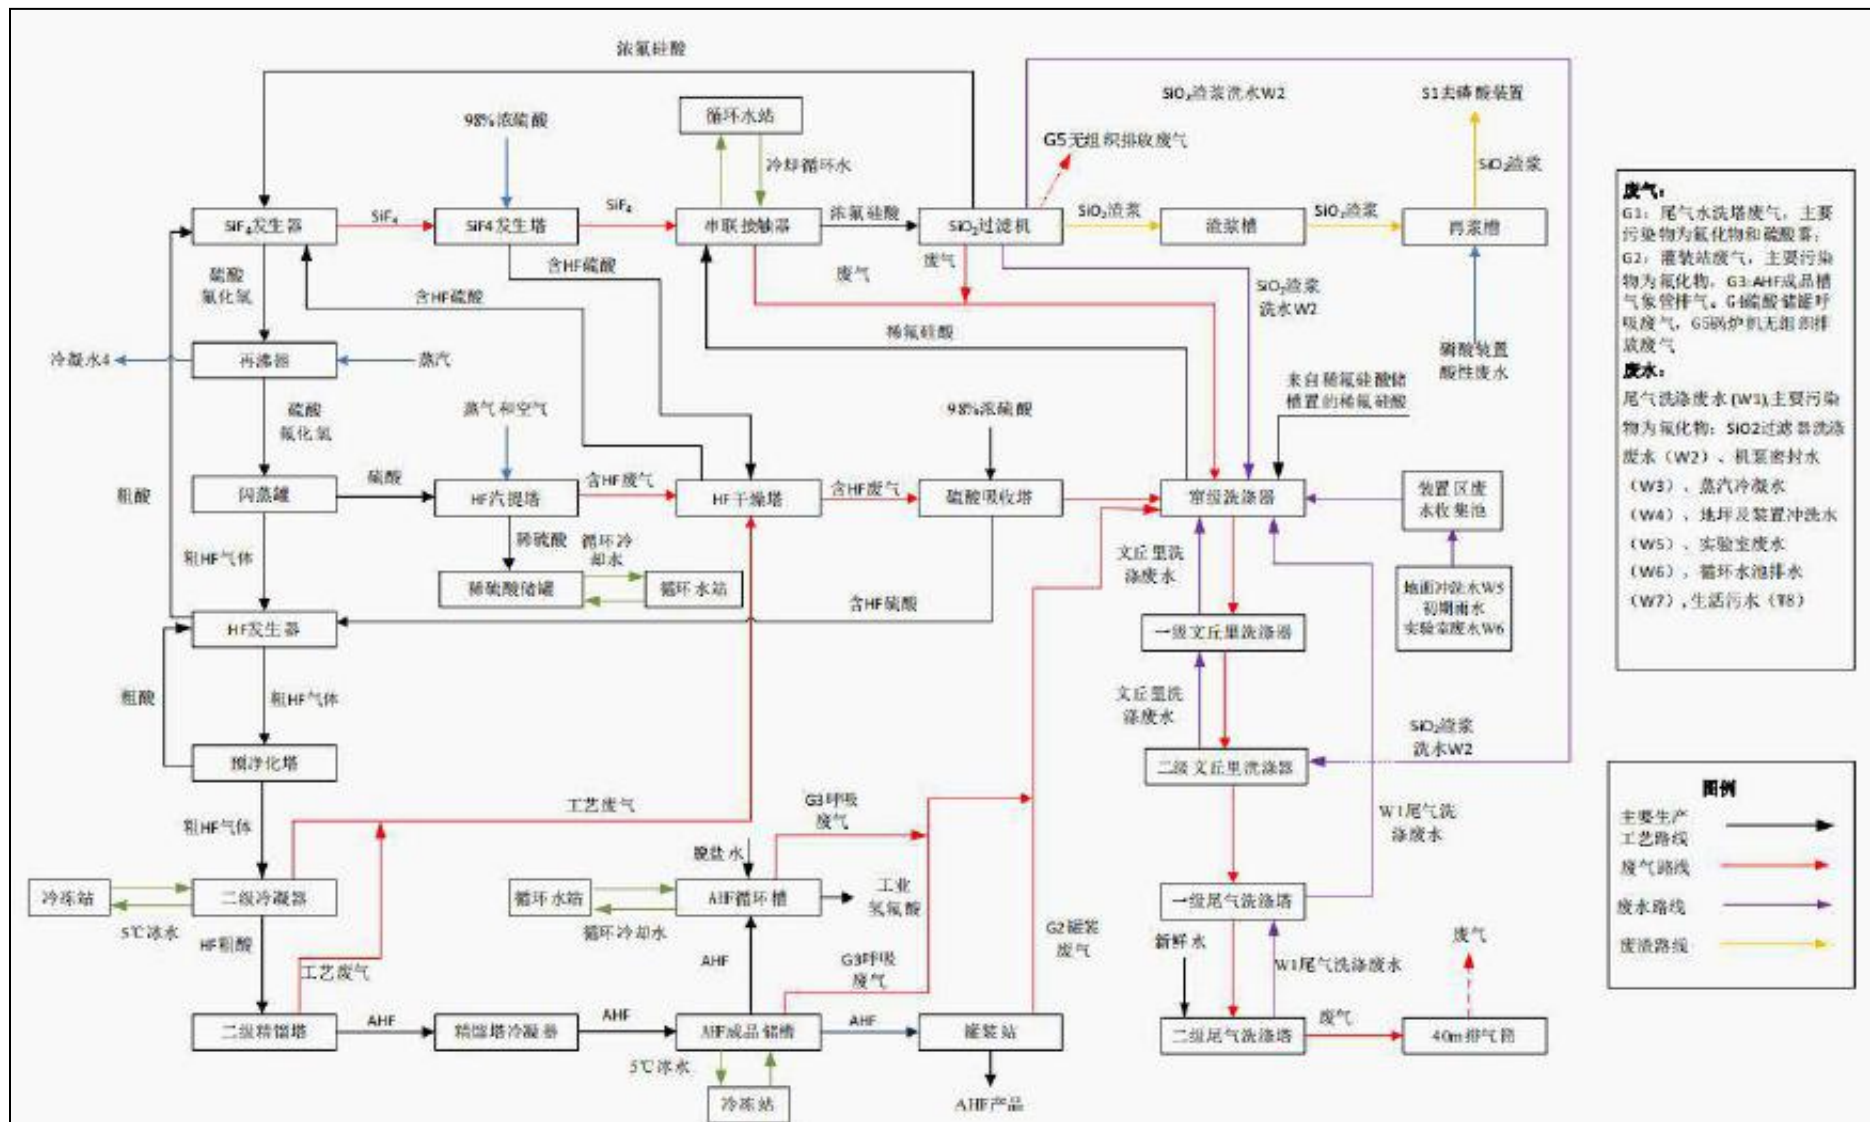 浓氟硅酸
98%浓硫酸
循环水站
冷却循环水
SiO₂渣浆洗水W2
S1去磷酸装置
G5无组织排放废气
SiO₂渣浆
SiF₄发生器
SiF₄
SiF4发生塔
SiF₄
串联接触器
浓氟硅酸
SiO₂过滤机
SiO₂渣浆
渣浆槽
SiO₂渣浆
再浆槽
硫酸
氟化氢
含HF硫酸
含HF硫酸
废气
废气
SiO₂渣浆
洗水W2
稀氟硅酸
磷酸装置
酸性废水
冷凝水4
再沸器
蒸汽
来自稀氟硅酸储
槽置的稀氟硅酸
硫酸
氟化氢
蒸气和空气
98%浓硫酸
粗酸
闪蒸罐
硫酸
HF汽提塔
含HF废气
HF干燥塔
含HF废气
硫酸吸收塔
窜级洗涤器
装置区废
水收集池
粗HF气体
稀硫酸
循环冷
却水
文丘里洗
涤废水
稀硫酸储罐
循环水站
含HF硫酸
地面冲洗水W5
初期雨水
实验室废水W6
HF发生器
一级文丘里洗涤器
粗酸
粗HF气体
文丘里洗
涤废水
SiO₂渣浆
洗水W2
预净化塔
二级文丘里洗涤器
粗HF气体
工艺废气
G3呼吸
废气
脱盐水
W1尾气洗
涤废水
冷冻站
5℃冰水
二级冷凝器
循环水站
循环冷却水
AHF循环槽
工业
氢氟酸
一级尾气洗涤塔
HF粗酸
工艺废气
AHF
G3呼吸
废气
G2罐装
废气
新鲜水
W1尾气洗涤废水
废气
二级精馏塔
AHF
精馏塔冷凝器
AHF
AHF成品储槽
AHF
罐装站
二级尾气洗涤塔
废气
40m排气筒
5℃冰水
冷冻站
AHF产品
废气：
G1：尾气水洗塔废气，主要
污染物为氟化物和硫酸雾；
G2：灌装站废气，主要污染
物为氟化物，G3:AHF成品槽
气象管排气。G4硫酸储罐呼
吸废气，G5锅炉机无组织排
放废气
废水：
尾气洗涤废水(W1),主要污染
物为氟化物；SiO2过滤器洗涤
废水（W2）、机泵密封水
（W3）、蒸汽冷凝水
（W4）、地坪及装置冲洗水
（W5）、实验室废水
（W6）、循环水池排水
（W7）,生活污水（W8）
图例
主要生产
工艺路线
废气路线
废水路线
废渣路线